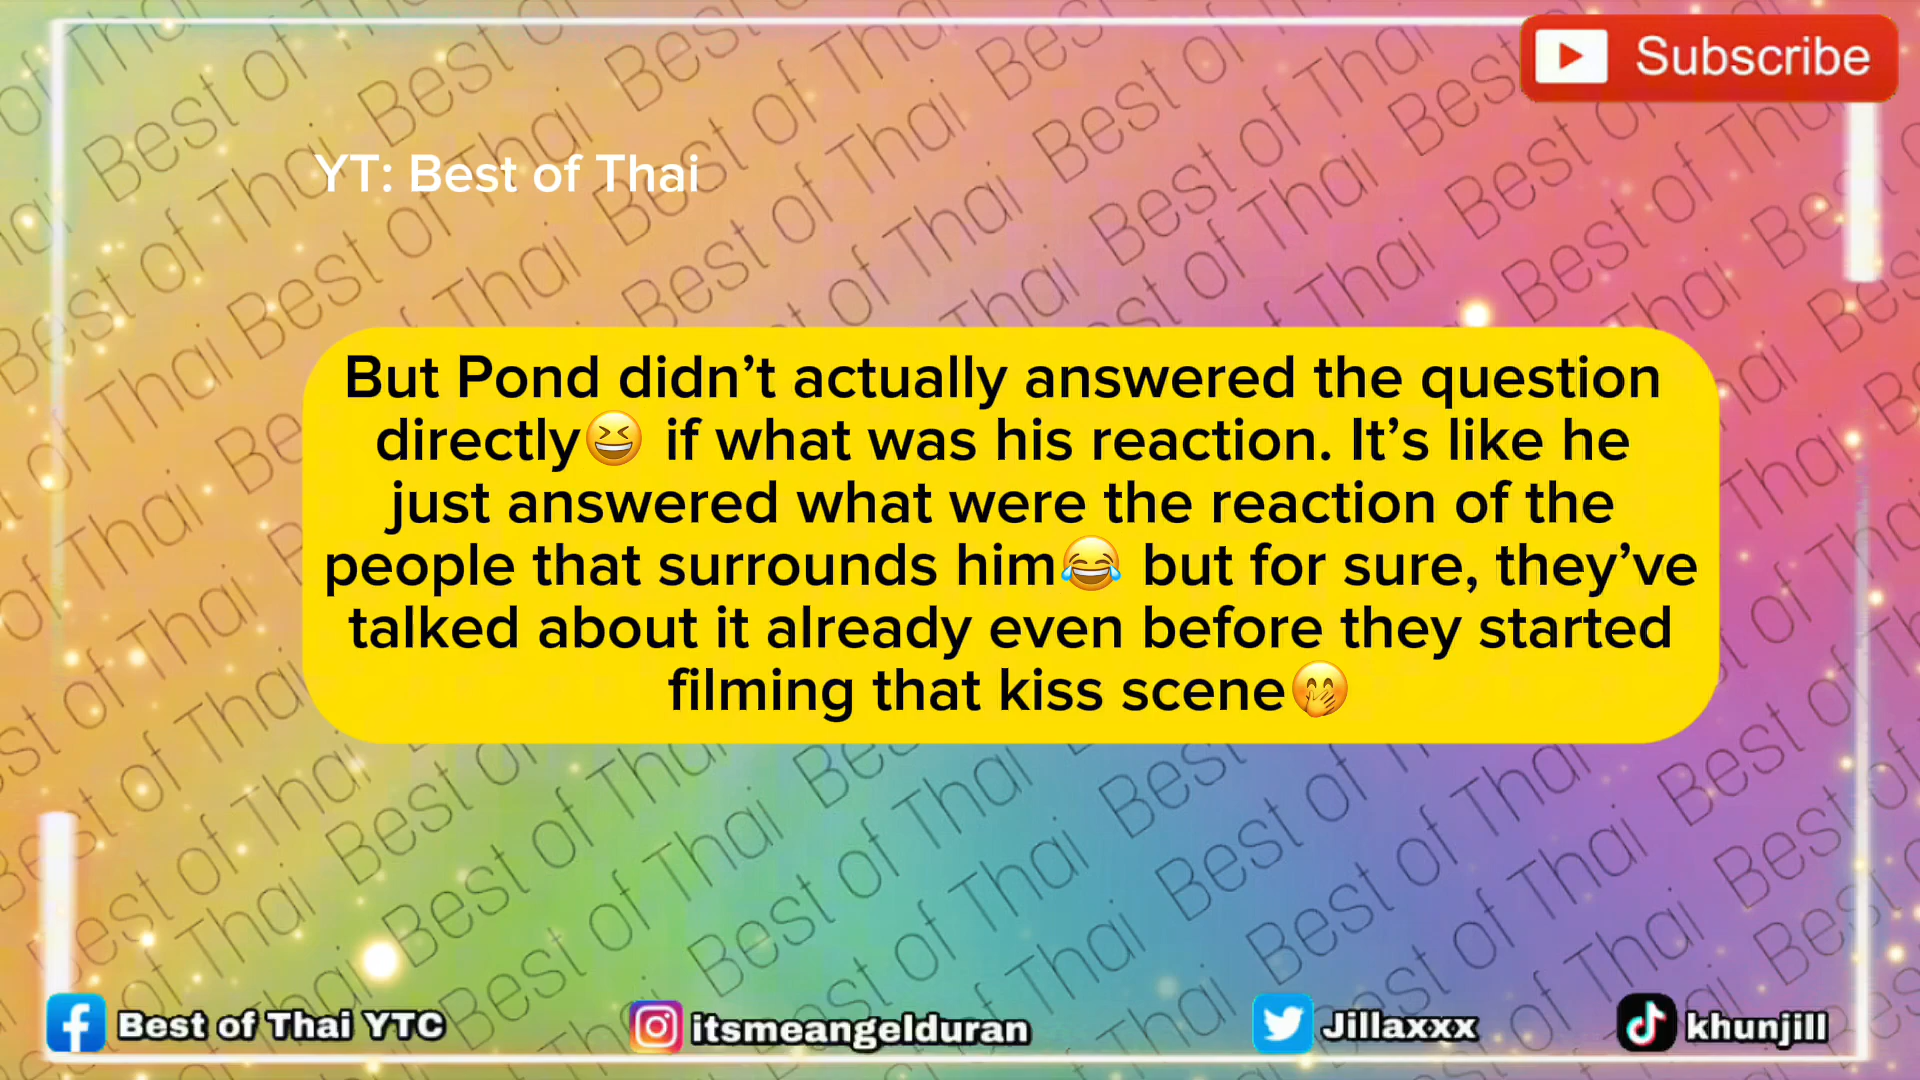 Subscribe
YT: Best of Thai
But Pond didn’t actually answered the question
directly😆 if what was his reaction. It’s like he
just answered what were the reaction of the
people that surrounds him😂 but for sure, they’ve
talked about it already even before they started
filming that kiss scene🤭
Best of Thai YTC
itsmeangelduran
Jillaxxx
khunjill
Best of Thai